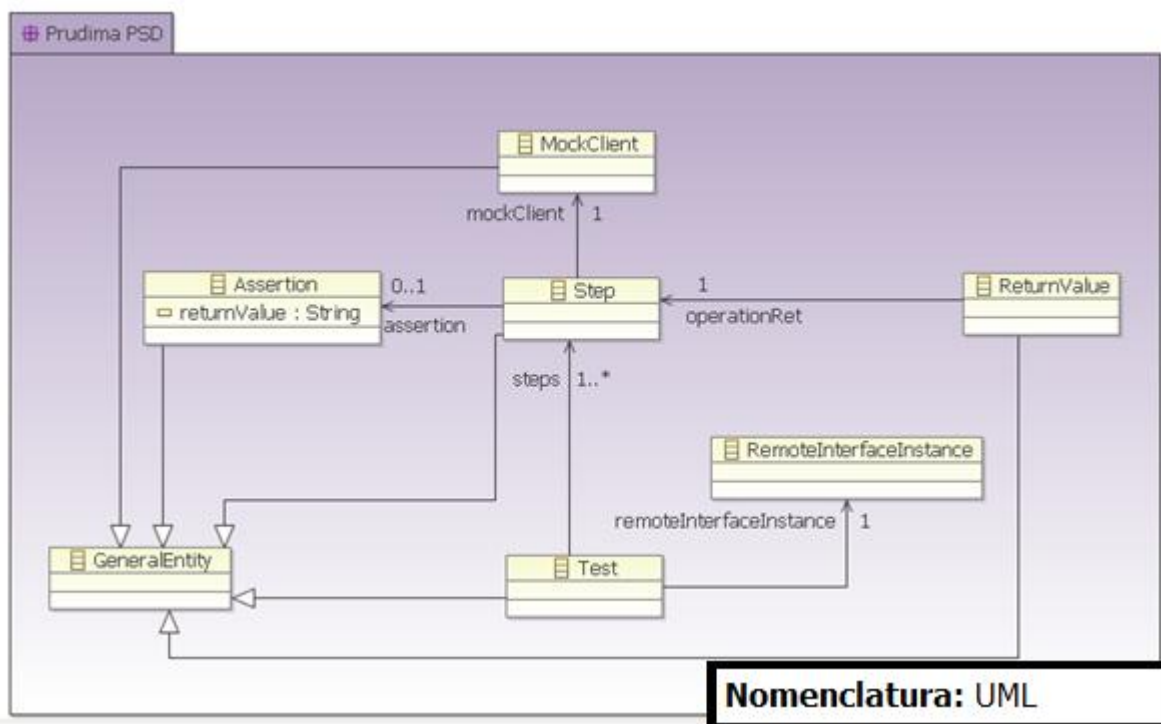 Prudima PSD
MockClient
mockClient 1
Assertion
returnValue : String
0..1
assertion
Step
1
operationRet
ReturnValue
steps 1..*
RemoteInterfaceInstance
remoteInterfaceInstance 1
GeneralEntity
Test
Nomenclatura: UML